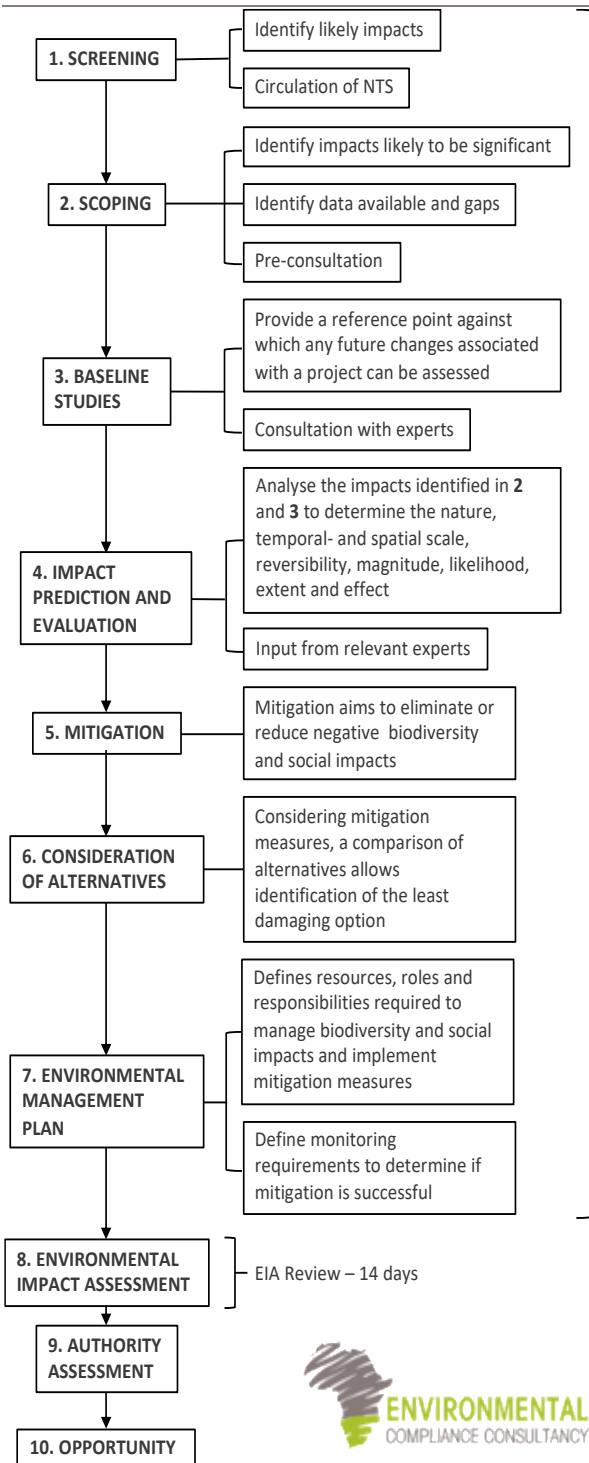 1. SCREENING
Identify likely impacts
Circulation of NTS
2. SCOPING
Identify impacts likely to be significant
Identify data available and gaps
Pre-consultation
3. BASELINE
STUDIES
Provide a reference point against
which any future changes associated
with a project can be assessed
Consultation with experts
4. IMPACT
PREDICTION AND
EVALUATION
Analyse the impacts identified in 2
and 3 to determine the nature,
temporal- and spatial scale,
reversibility, magnitude, likelihood,
extent and effect
Input from relevant experts
5. MITIGATION
Mitigation aims to eliminate or
reduce negative biodiversity
and social impacts
6. CONSIDERATION
OF ALTERNATIVES
Considering mitigation
measures, a comparison of
alternatives allows
identification of the least
damaging option
7. ENVIRONMENTAL
MANAGEMENT
PLAN
Defines resources, roles and
responsibilities required to
manage biodiversity and social
impacts and implement
mitigation measures
Define monitoring
requirements to determine if
mitigation is successful
8. ENVIRONMENTAL
IMPACT ASSESSMENT
EIA Review – 14 days
9. AUTHORITY
ASSESSMENT
10. OPPORTUNITY
ENVIRONMENTAL
COMPLIANCE CONSULTANCY